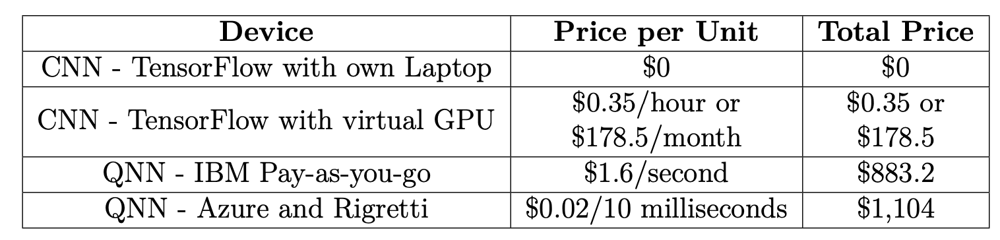 Device Price per Unit Total Price
CNN - TensorFlow with own Laptop $0 $0
CNN - TensorFlow with virtual GPU $0.35/hour or $0.35 or
$178.5/month $178.5
QNN - IBM Pay-as-you-go $1.6/second $883.2
QNN - Azure and Rigretti $0.02/10 milliseconds $1,104